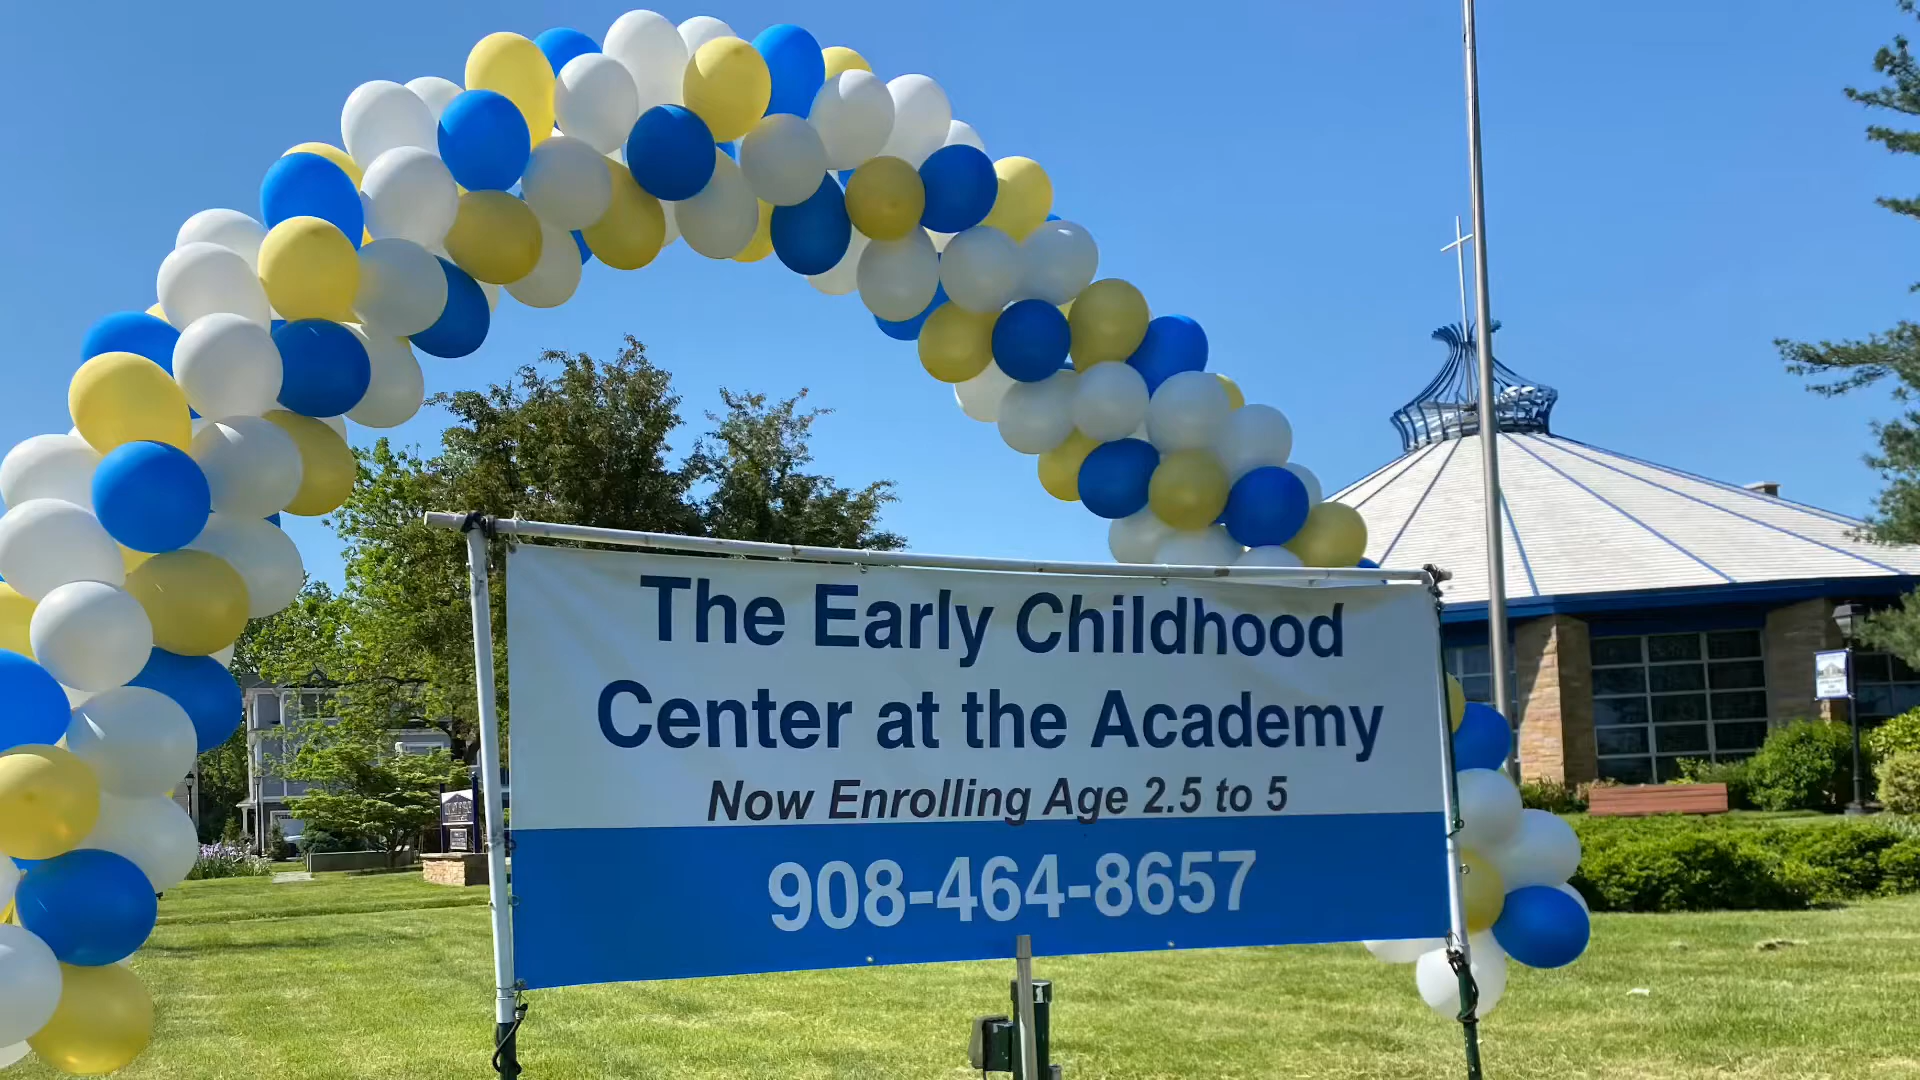 The Early Childhood
Center at the Academy
Now Enrolling Age 2.5 to 5
908-464-8657